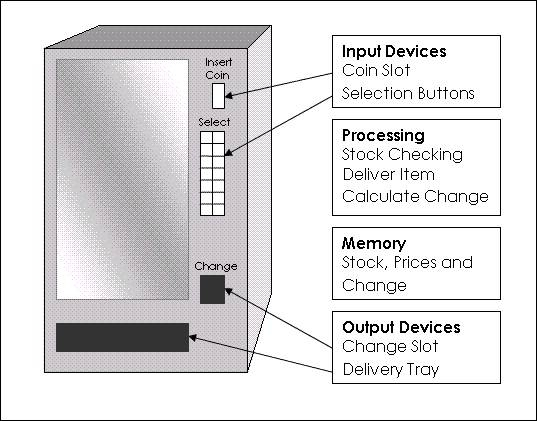 Insert
Coin
Select
Change
Input Devices
Coin Slot
Selection Buttons
Processing
Stock Checking
Deliver Item
Calculate Change
Memory
Stock, Prices and
Change
Output Devices
Change Slot
Delivery Tray